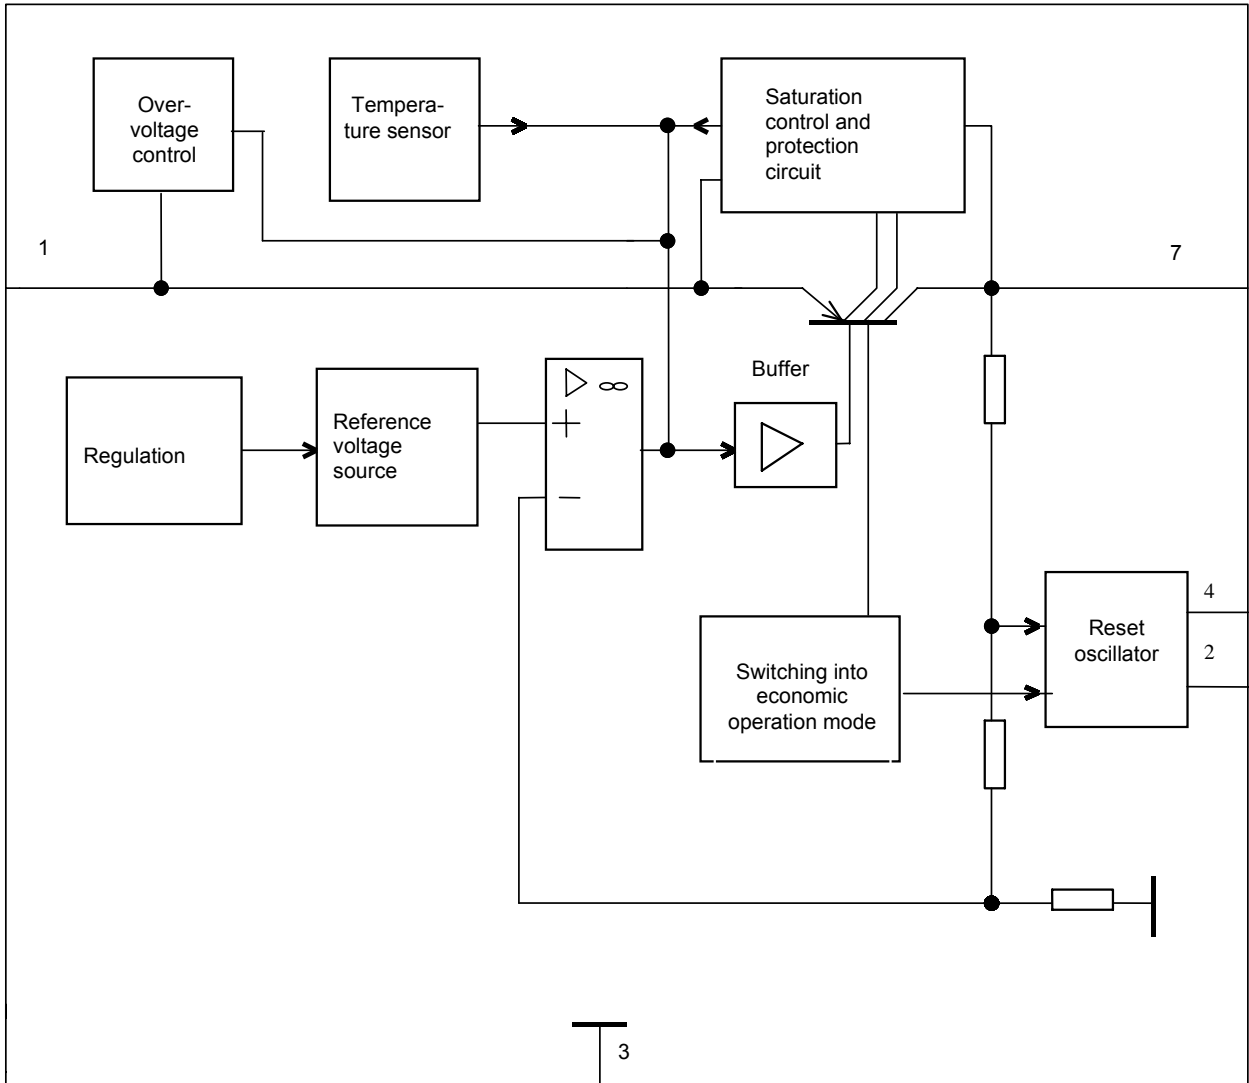 Over-
voltage
control
Tempera-
ture sensor
Saturation
control and
protection
circuit
1
7
Regulation
Reference
voltage
source
▷ ∞
+
−
Buffer
Switching into
economic
operation mode
Reset
oscillator
4
2
3